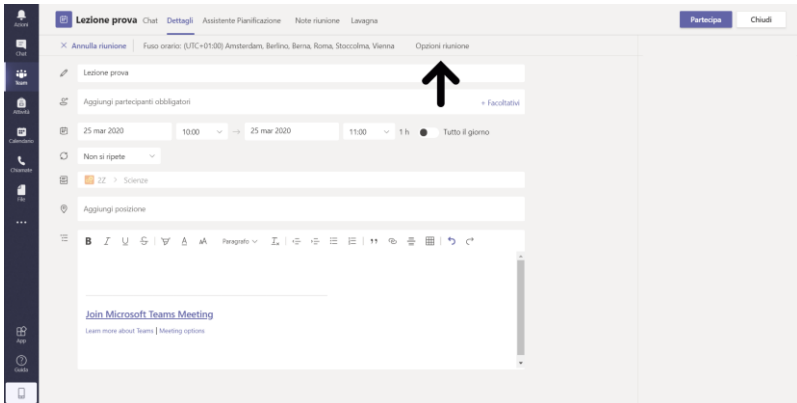 Azioni
Chat
Team
Attività
Calendario
Chiamate
File
App
Guida
Lezione prova Chat Dettagli Assistente Pianificazione Note riunione Lavagna
Partecipa Chiudi
Annulla riunione Fuso orario: (UTC+01:00) Amsterdam, Berlino, Berna, Roma, Stoccolma, Vienna Opzioni riunione
Lezione prova
Aggiungi partecipanti obbligatori + Facoltativi
25 mar 2020 10:00 → 25 mar 2020 11:00 1 h Tutto il giorno
Non si ripete
2Z > Scienze
Aggiungi posizione
B I U S A AA Paragrafo
Join Microsoft Teams Meeting
Learn more about Teams | Meeting options